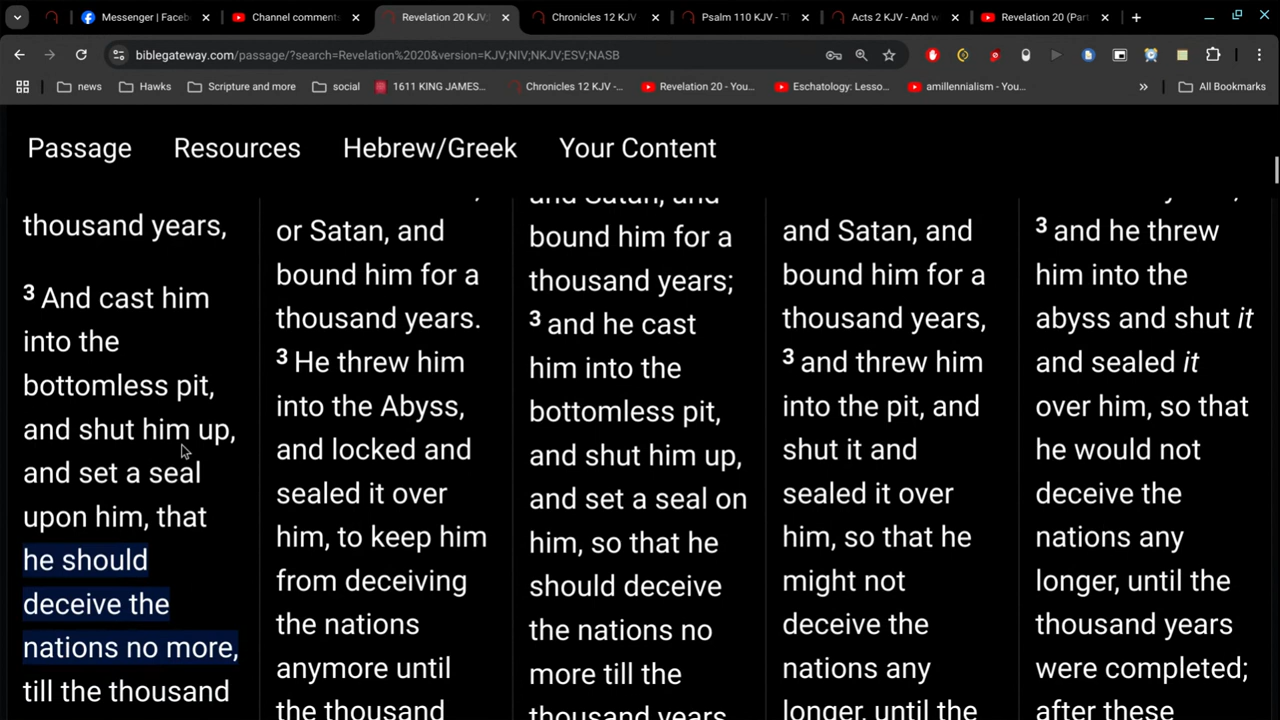 Messenger | Faceb
Channel comments
Revelation 20 KJV;
Chronicles 12 KJV
Psalm 110 KJV - Th
Acts 2 KJV - And w
Revelation 20 (Part
biblegateway.com/passage/?search=Revelation%2020&version=KJV;NIV;NKJV;ESV;NASB
news
Hawks
Scripture and more
social
1611 KING JAMES...
Chronicles 12 KJV -...
Revelation 20 - You...
Eschatology: Lesso...
amillennialism - You...
»
All Bookmarks
Passage
Resources
Hebrew/Greek
Your Content
thousand years,
3 And cast him
into the
bottomless pit,
and shut him up,
and set a seal
upon him, that
he should
deceive the
nations no more,
till the thousand
or Satan, and
bound him for a
thousand years.
3 He threw him
into the Abyss,
and locked and
sealed it over
him, to keep him
from deceiving
the nations
anymore until
the thousand
and Satan, and
bound him for a
thousand years;
3 and he cast
him into the
bottomless pit,
and shut him up,
and set a seal on
him, so that he
should deceive
the nations no
more till the
thousand years
and Satan, and
bound him for a
thousand years,
3 and threw him
into the pit, and
shut it and
sealed it over
him, so that he
might not
deceive the
nations any
longer, until the
3 and he threw
him into the
abyss and shut it
and sealed it
over him, so that
he would not
deceive the
nations any
longer, until the
thousand years
were completed;
after these